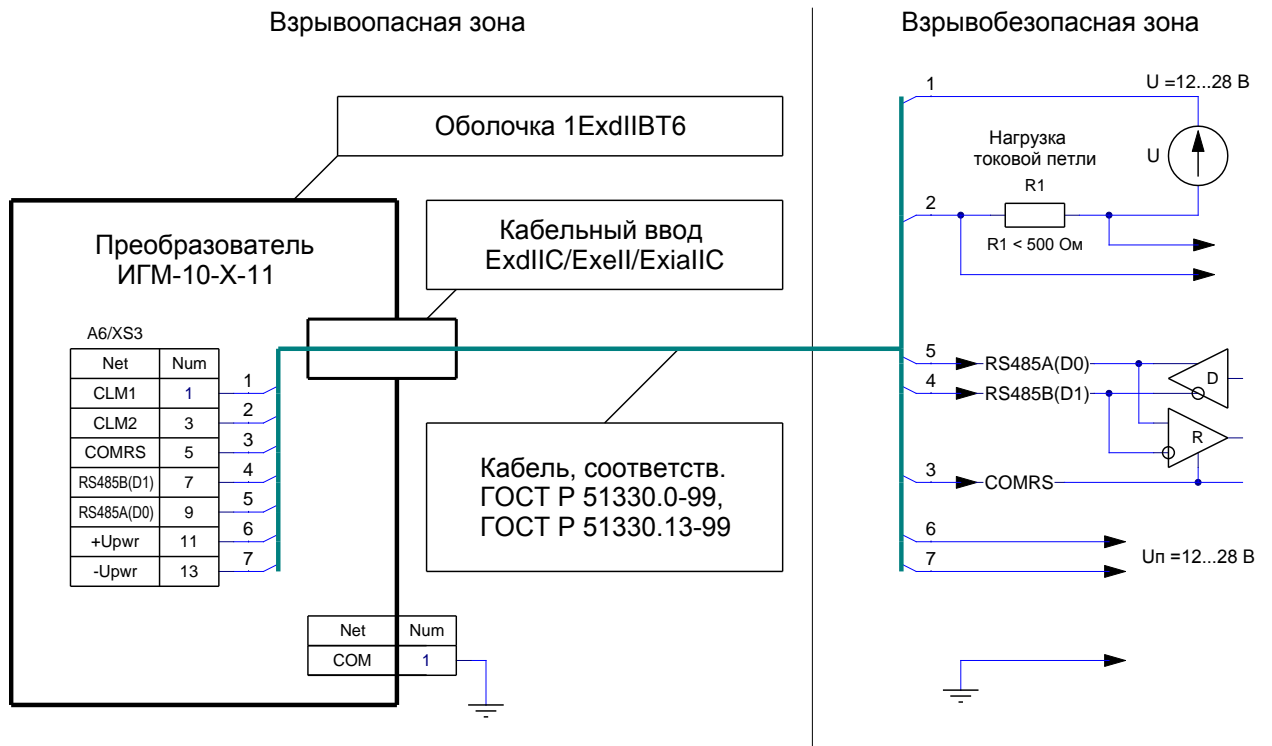 Взрывоопасная зона
Взрывобезопасная зона
Оболочка 1ExdIIBT6
Преобразователь
ИГМ-10-Х-11
Кабельный ввод
ExdIIC/ExeII/ExiaIIC
A6/XS3
Net Num
CLM1 1 1
CLM2 3 2
COMRS 5 3
RS485B(D1) 7 4
RS485A(D0) 9 5
+Upwr 11 6
-Upwr 13 7
Кабель, соответств.
ГОСТ Р 51330.0-99,
ГОСТ Р 51330.13-99
Net Num
COM 1
1
U =12...28 В
Нагрузка
токовой петли
U
R1
2
R1 < 500 Ом
5 RS485A(D0)
D
4 RS485B(D1)
R
3 COMRS
6
7
Uп =12...28 В